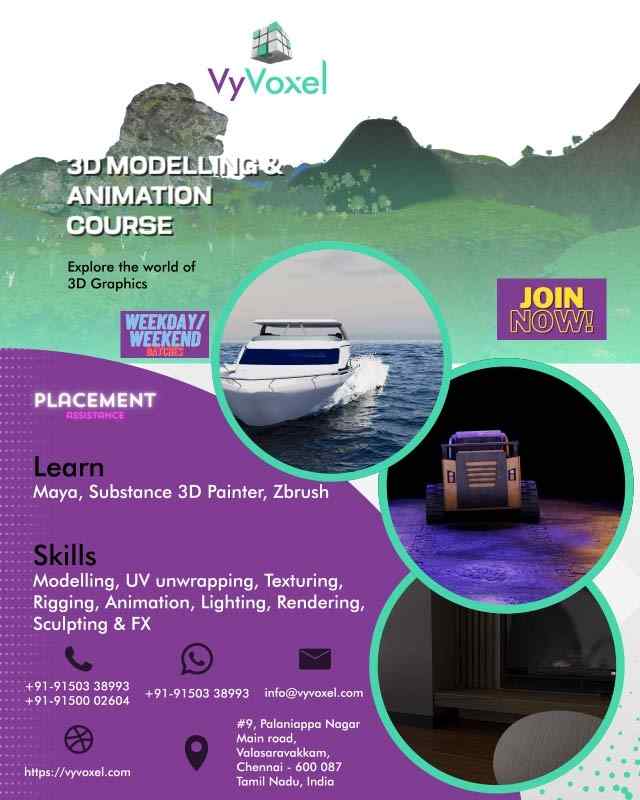 VyVoxel
3D MODELLING &
ANIMATION
COURSE
Explore the world of
3D Graphics
WEEKDAY/
WEEKEND
BATCHES
JOIN
NOW!
PLACEMENT
ASSISTANCE
Learn
Maya, Substance 3D Painter, Zbrush
Skills
Modelling, UV unwrapping, Texturing,
Rigging, Animation, Lighting, Rendering,
Sculpting & FX
+91-91503 38993
+91-91500 02604
+91-91503 38993
info@vyvoxel.com
https://vyvoxel.com
#9, Palaniappa Nagar
Main road,
Valasaravakkam,
Chennai - 600 087
Tamil Nadu, India